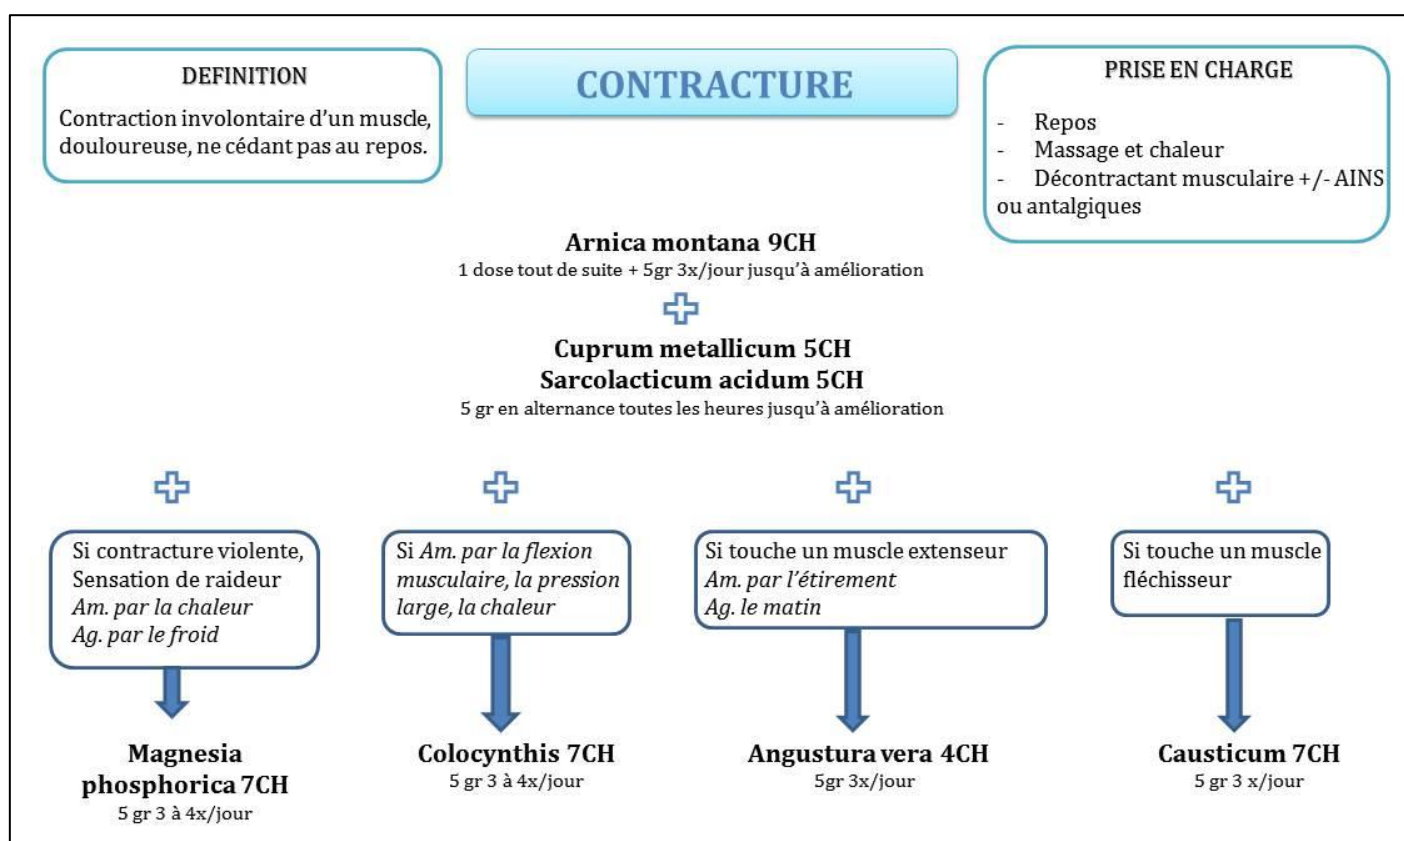 DEFINITION
Contraction involontaire d'un muscle,
douloureuse, ne cédant pas au repos.
CONTRACTURE
PRISE EN CHARGE
- Repos
- Massage et chaleur
- Décontractant musculaire +/- AINS
ou antalgiques
Arnica montana 9CH
1 dose tout de suite + 5gr 3x/jour jusqu'à amélioration
Cuprum metallicum 5CH
Sarcolacticum acidum 5CH
5 gr en alternance toutes les heures jusqu'à amélioration
Si contracture violente,
Sensation de raideur
Am. par la chaleur
Ag. par le froid
Magnesia
phosphorica 7CH
5 gr 3 à 4x/jour
Si Am. par la flexion
musculaire, la pression
large, la chaleur
Colocynthis 7CH
5 gr 3 à 4x/jour
Si touche un muscle extenseur
Am. par l'étirement
Ag. le matin
Angustura vera 4CH
5gr 3x/jour
Si touche un muscle
fléchisseur
Causticum 7CH
5 gr 3 x/jour